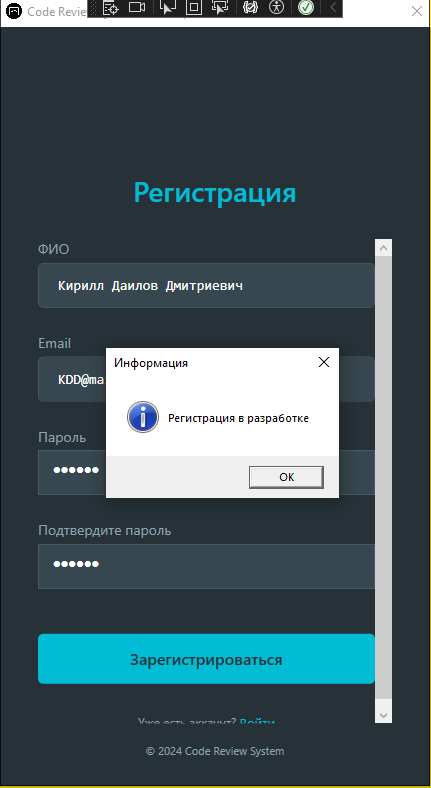 Code Revie
Регистрация
ФИО
Кирилл Даилов Дмитриевич
Email
KDD@ma
Информация
Регистрация в разработке
OK
Пароль
Подтвердите пароль
Зарегистрироваться
Уже есть аккаунт? Войти
© 2024 Code Review System